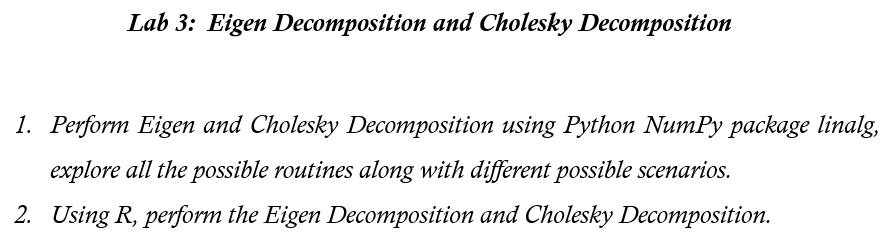 Lab 3: Eigen Decomposition and Cholesky Decomposition
1. Perform Eigen and Cholesky Decomposition using Python NumPy package linalg,
explore all the possible routines along with different possible scenarios.
2. Using R, perform the Eigen Decomposition and Cholesky Decomposition.